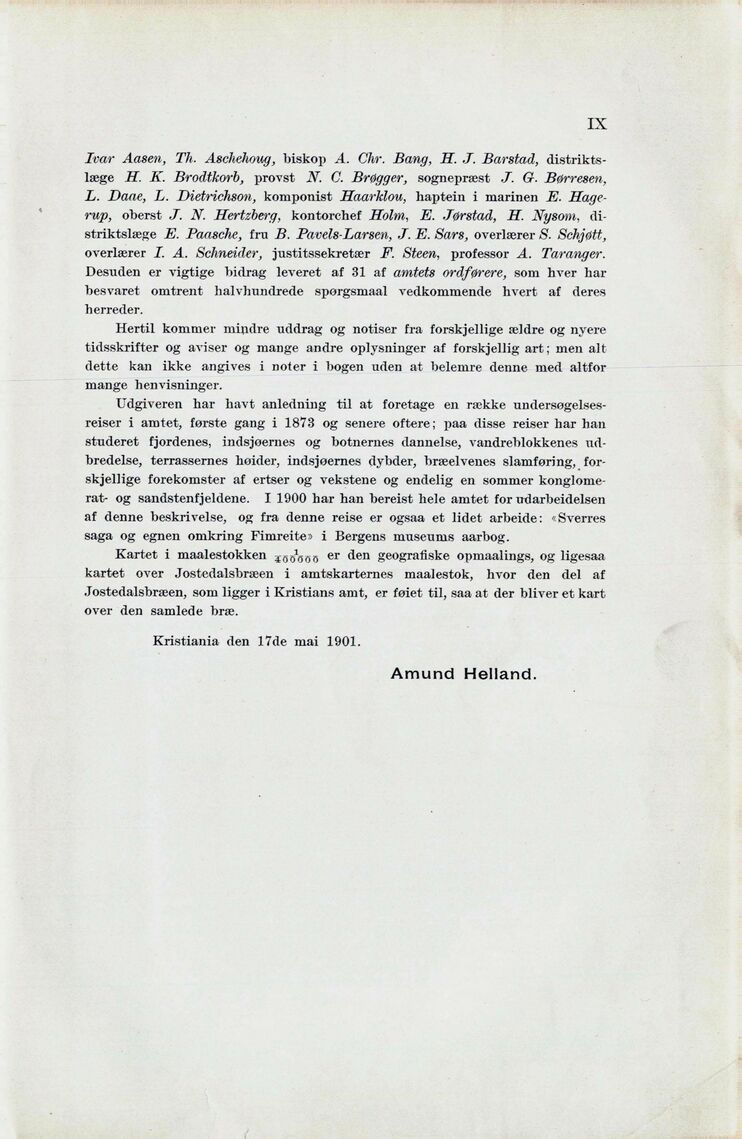 IX
Ivar Aasen, Th. Aschehoug, biskop A. Chr. Bang, H. J. Barstad, distrikts-
læge H. K. Brodtkorb, provst N. C. Brøgger, sognepræst J. G. Børresen,
L. Daae, L. Dietrichson, komponist Haarklou, haptein i marinen E. Hage-
rup, oberst J. N. Hertzberg, kontorchef Holm, E. Jørstad, H. Nysom, di-
striktslæge E. Paasche, fru B. Pavels-Larsen, J. E. Sars, overlærer S. Schjøtt,
overlærer I. A. Schneider, justitssekretær F. Steen, professor A. Taranger.
Desuden er vigtige bidrag leveret af 31 af amtets ordførere, som hver har
besvaret omtrent halvhundrede spørgsmaal vedkommende hvert af deres
herreder.
Hertil kommer mindre uddrag og notiser fra forskjellige ældre og nyere
tidsskrifter og aviser og mange andre oplysninger af forskjellig art; men alt
dette kan ikke angives i noter i bogen uden at belemre denne med altfor
mange henvisninger.
Udgiveren har havt anledning til at foretage en række undersøgelses-
reiser i amtet, første gang i 1873 og senere oftere; paa disse reiser har han
studeret fjordenes, indsjøernes og botnernes dannelse, vandreblokkenes ud-
bredelse, terrassernes høider, indsjøernes dybder, bræelvenes slamføring, for-
skjellige forekomster af ertser og vekstene og endelig en sommer konglome-
rat- og sandstenfjeldene. I 1900 har han bereist hele amtet for udarbeidelsen
af denne beskrivelse, og fra denne reise er ogsaa et lidet arbeide: «Sverres
saga og egnen omkring Fimreite» i Bergens museums aarbog.
Kartet i maalestokken 1/400000 er den geografiske opmaalings, og ligesaa
kartet over Jostedalsbræen i amtskarternes maalestok, hvor den del af
Jostedalsbræen, som ligger i Kristians amt, er føiet til, saa at der bliver et kart
over den samlede bræ.
Kristiania den 17de mai 1901.
Amund Helland.